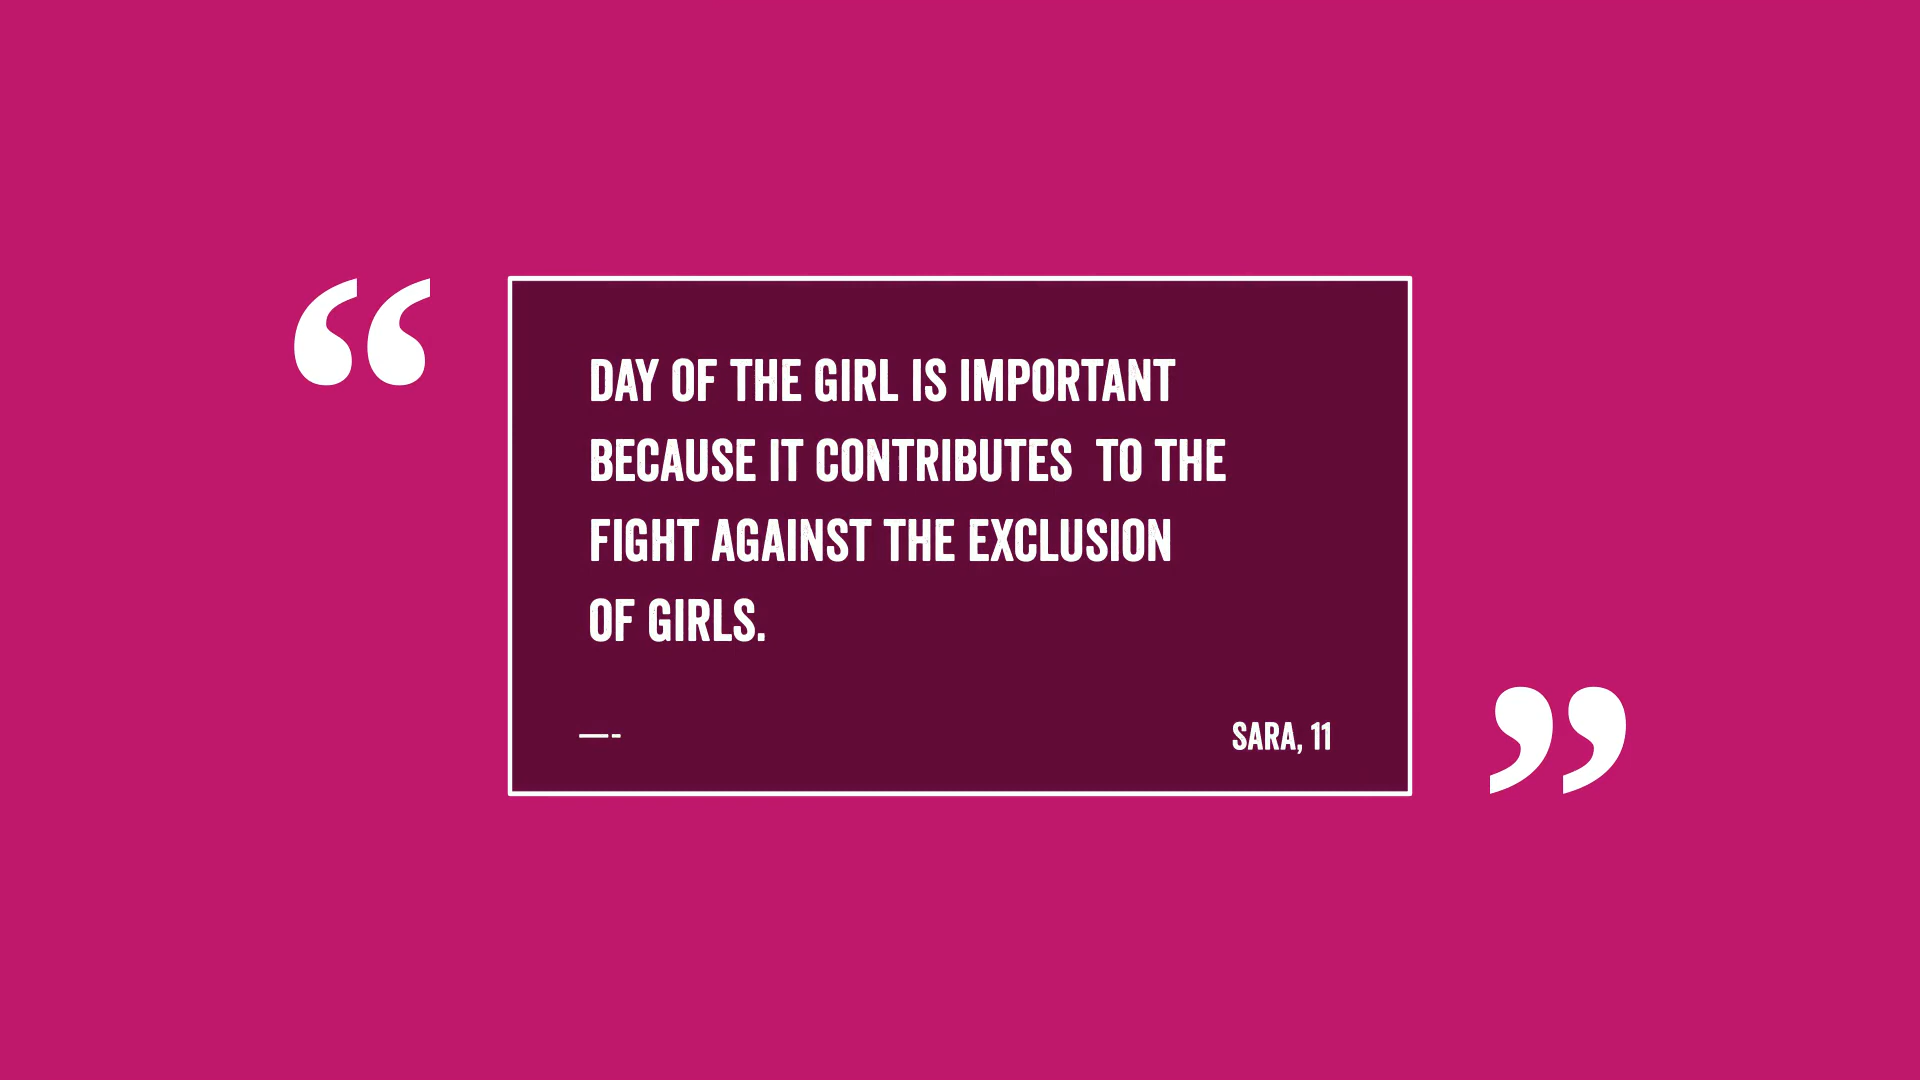 “
DAY OF THE GIRL IS IMPORTANT
BECAUSE IT CONTRIBUTES  TO THE
FIGHT AGAINST THE EXCLUSION
OF GIRLS.
—-
SARA, 11
”